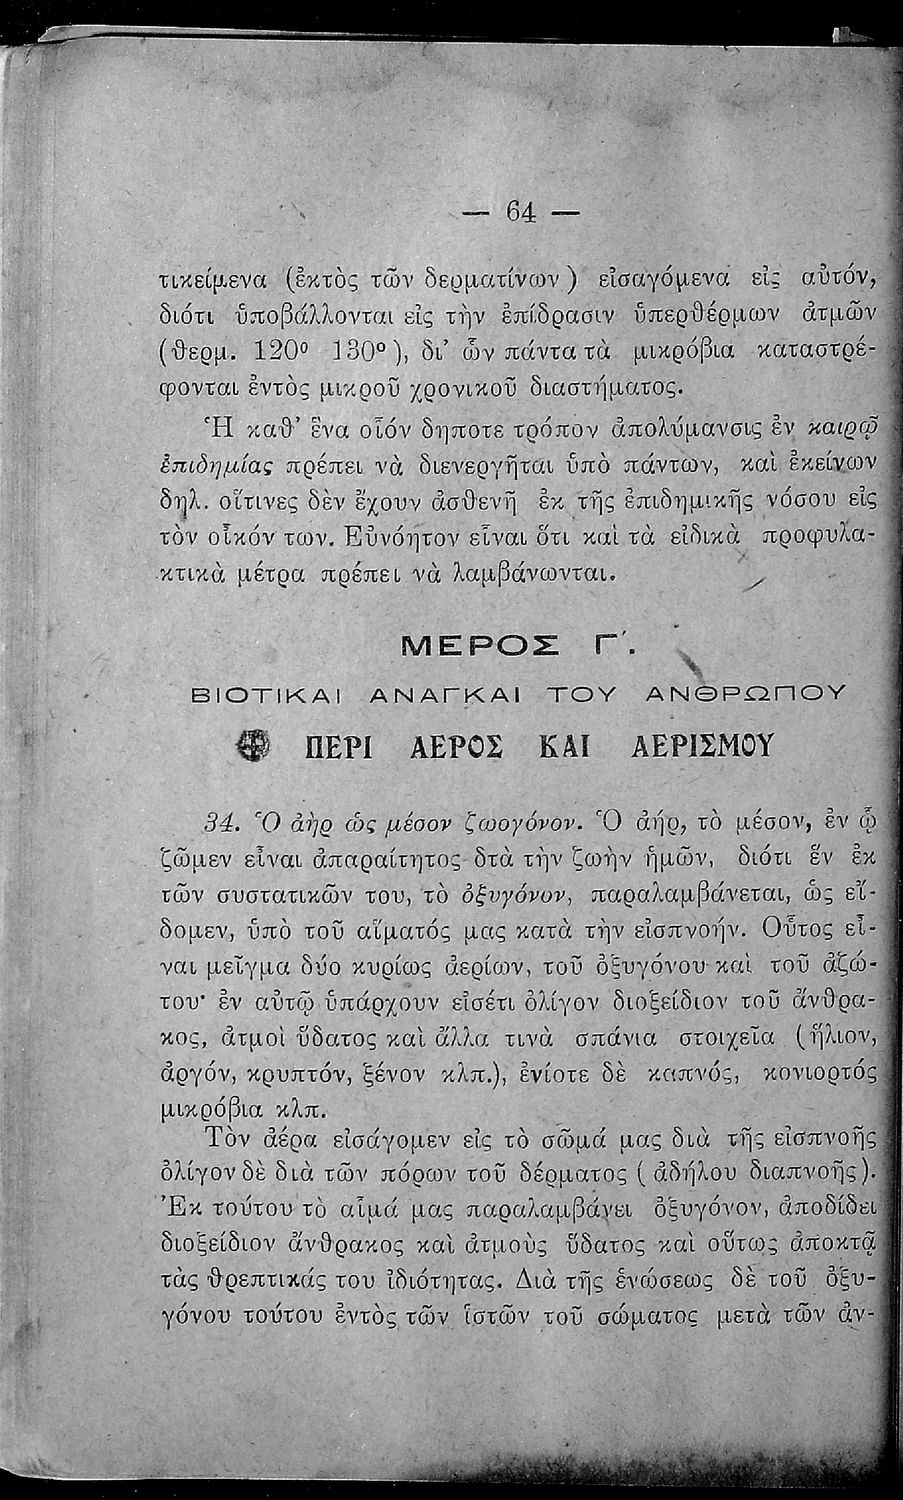 — 64 —
τικείμενα (ἐκτὸς τῶν δερματίνων) εἰσαγόμενα εἰς αὐτόν,
διότι ὑποβάλλονται εἰς τὴν ἐπίδρασιν ὑπερθέρμων ἀτμῶν
(θερμ. 120° 130°), δι’ ὧν πάντα τὰ μικρόβια καταστρέ-
φονται ἐντὸς μικροῦ χρονικοῦ διαστήματος.
Ἡ καθ’ ἕνα οἷόν δηποτε τρόπον ἀπολύμανσις ἐν καιρῷ
ἐπιδημίας πρέπει νὰ διενεργῆται ὑπὸ πάντων, καὶ ἐκείνων
δηλ. οἵτινες δὲν ἔχουν ἀσθενῆ ἐκ τῆς ἐπιδημικῆς νόσου εἰς
τὸν οἶκόν των. Εὐνόητον εἶναι ὅτι καὶ τὰ εἰδικὰ προφυλα-
κτικὰ μέτρα πρέπει νὰ λαμβάνωνται.
ΜΕΡΟΣ Γ΄.
ΒΙΟΤΙΚΑΙ ΑΝΑΓΚΑΙ ΤΟΥ ΑΝΘΡΩΠΟΥ
ΠΕΡΙ ΑΕΡΟΣ ΚΑΙ ΑΕΡΙΣΜΟΥ
34. Ὁ ἀὴρ ὡς μέσον ζωογόνον. Ὁ ἀήρ, τὸ μέσον, ἐν ᾧ
ζῶμεν εἶναι ἀπαραίτητος δτὰ τὴν ζωὴν ἡμῶν, διότι ἓν ἐκ
τῶν συστατικῶν του, τὸ ὀξυγόνον, παραλαμβάνεται, ὡς εἴ-
δομεν, ὑπὸ τοῦ αἵματός μας κατὰ τὴν εἰσπνοήν. Οὗτος εἶ-
ναι μεῖγμα δύο κυρίως ἀερίων, τοῦ ὀξυγόνου καὶ τοῦ ἀζώ-
του· ἐν αὐτῷ ὑπάρχουν εἰσέτι ὀλίγον διοξείδιον τοῦ ἄνθρα-
κος, ἀτμοὶ ὕδατος καὶ ἄλλα τινὰ σπάνια στοιχεῖα (ἥλιον,
ἀργόν, κρυπτόν, ξένον κλπ.), ἐνίοτε δὲ καπνός, κονιορτός
μικρόβια κλπ.
Τὸν ἀέρα εἰσάγομεν εἰς τὸ σῶμά μας διὰ τῆς εἰσπνοῆς
ὀλίγον δὲ διὰ τῶν πόρων τοῦ δέρματος (ἀδήλου διαπνοῆς).
Ἐκ τούτου τὸ αἷμά μας παραλαμβάνει ὀξυγόνον, ἀποδίδει
διοξείδιον ἄνθρακος καὶ ἀτμοὺς ὕδατος καὶ οὕτως ἀποκτᾷ
τὰς θρεπτικάς του ἰδιότητας. Διὰ τῆς ἑνώσεως δὲ τοῦ ὀξυ-
γόνου τούτου ἐντὸς τῶν ἱστῶν τοῦ σώματος μετὰ τῶν ἀν-